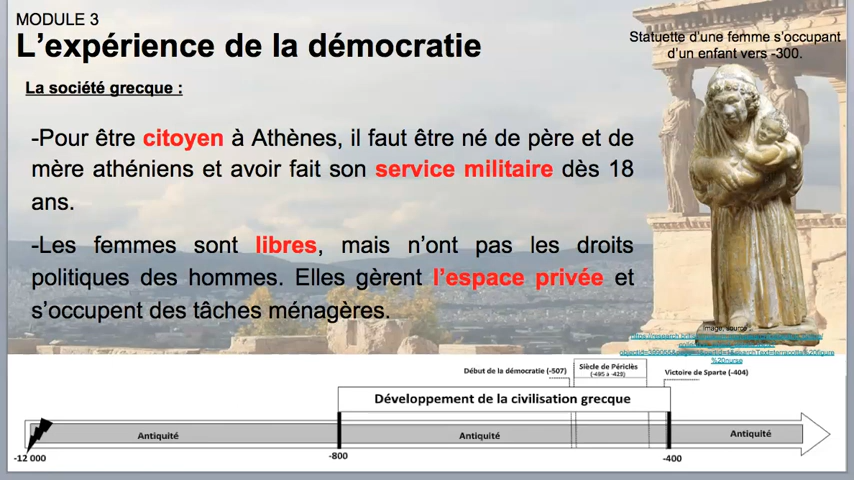 MODULE 3
L’expérience de la démocratie
Statuette d’une femme s’occupant
d’un enfant vers -300.
La société grecque :
-Pour être citoyen à Athènes, il faut être né de père et de
mère athéniens et avoir fait son service militaire dès 18
ans.
-Les femmes sont libres, mais n’ont pas les droits
politiques des hommes. Elles gèrent l’espace privée et
s’occupent des tâches ménagères.
Image, source :
%20nurse
Début de la démocratie (-507)
Siècle de Périclès
(-495 à -429)
Victoire de Sparte (-404)
Développement de la civilisation grecque
Antiquité
Antiquité
Antiquité
-12 000
-800
-400